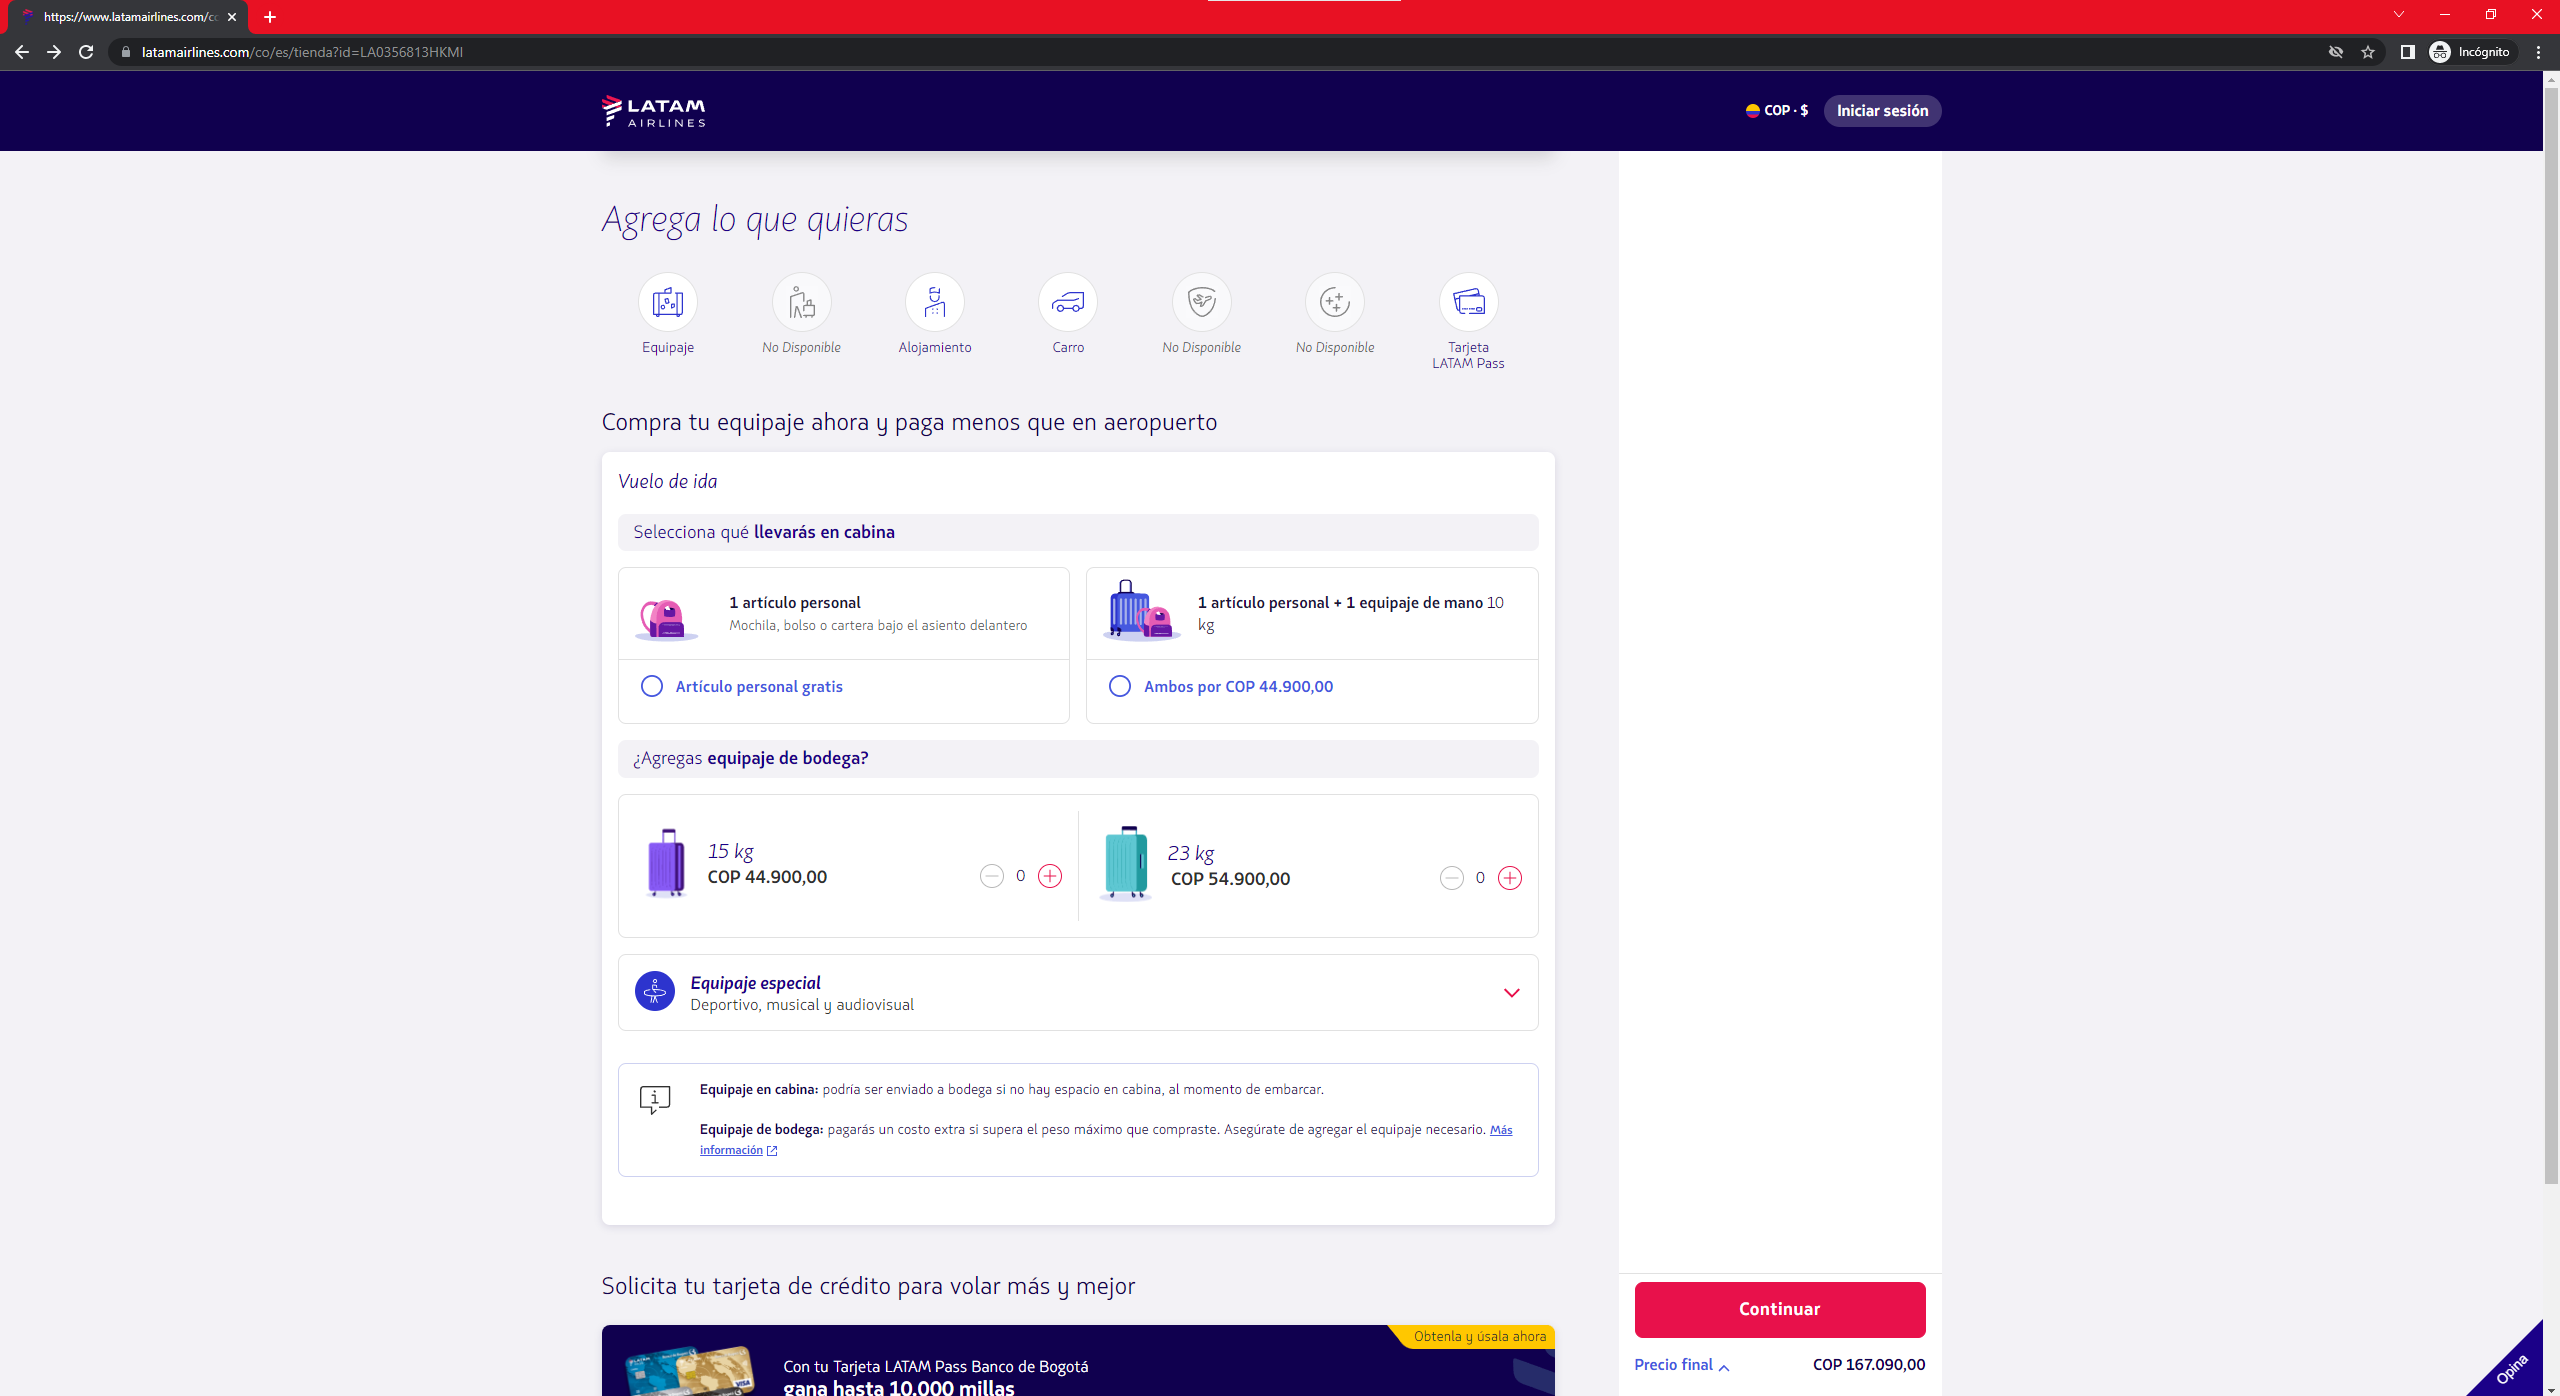 https://www.latamairlines.com/cc
latamairlines.com/co/es/tienda?id=LA0356813HKMI
Incógnito
LATAM
AIRLINES
COP · $
Iniciar sesión
Agrega lo que quieras
Equipaje
No Disponible
Alojamiento
Carro
No Disponible
No Disponible
Tarjeta
LATAM Pass
Compra tu equipaje ahora y paga menos que en aeropuerto
Vuelo de ida
Selecciona qué llevarás en cabina
1 artículo personal
Mochila, bolso o cartera bajo el asiento delantero
Artículo personal gratis
1 artículo personal + 1 equipaje de mano 10
kg
Ambos por COP 44.900,00
¿Agregas equipaje de bodega?
15 kg
COP 44.900,00
0
23 kg
COP 54.900,00
0
Equipaje especial
Deportivo, musical y audiovisual
Equipaje en cabina: podría ser enviado a bodega si no hay espacio en cabina, al momento de embarcar.
Equipaje de bodega: pagarás un costo extra si supera el peso máximo que compraste. Asegúrate de agregar el equipaje necesario. Más
información
Solicita tu tarjeta de crédito para volar más y mejor
Obtenla y úsala ahora
Con tu Tarjeta LATAM Pass Banco de Bogotá
gana hasta 10.000 millas
VISA
Continuar
Precio final
COP 167.090,00
Opina